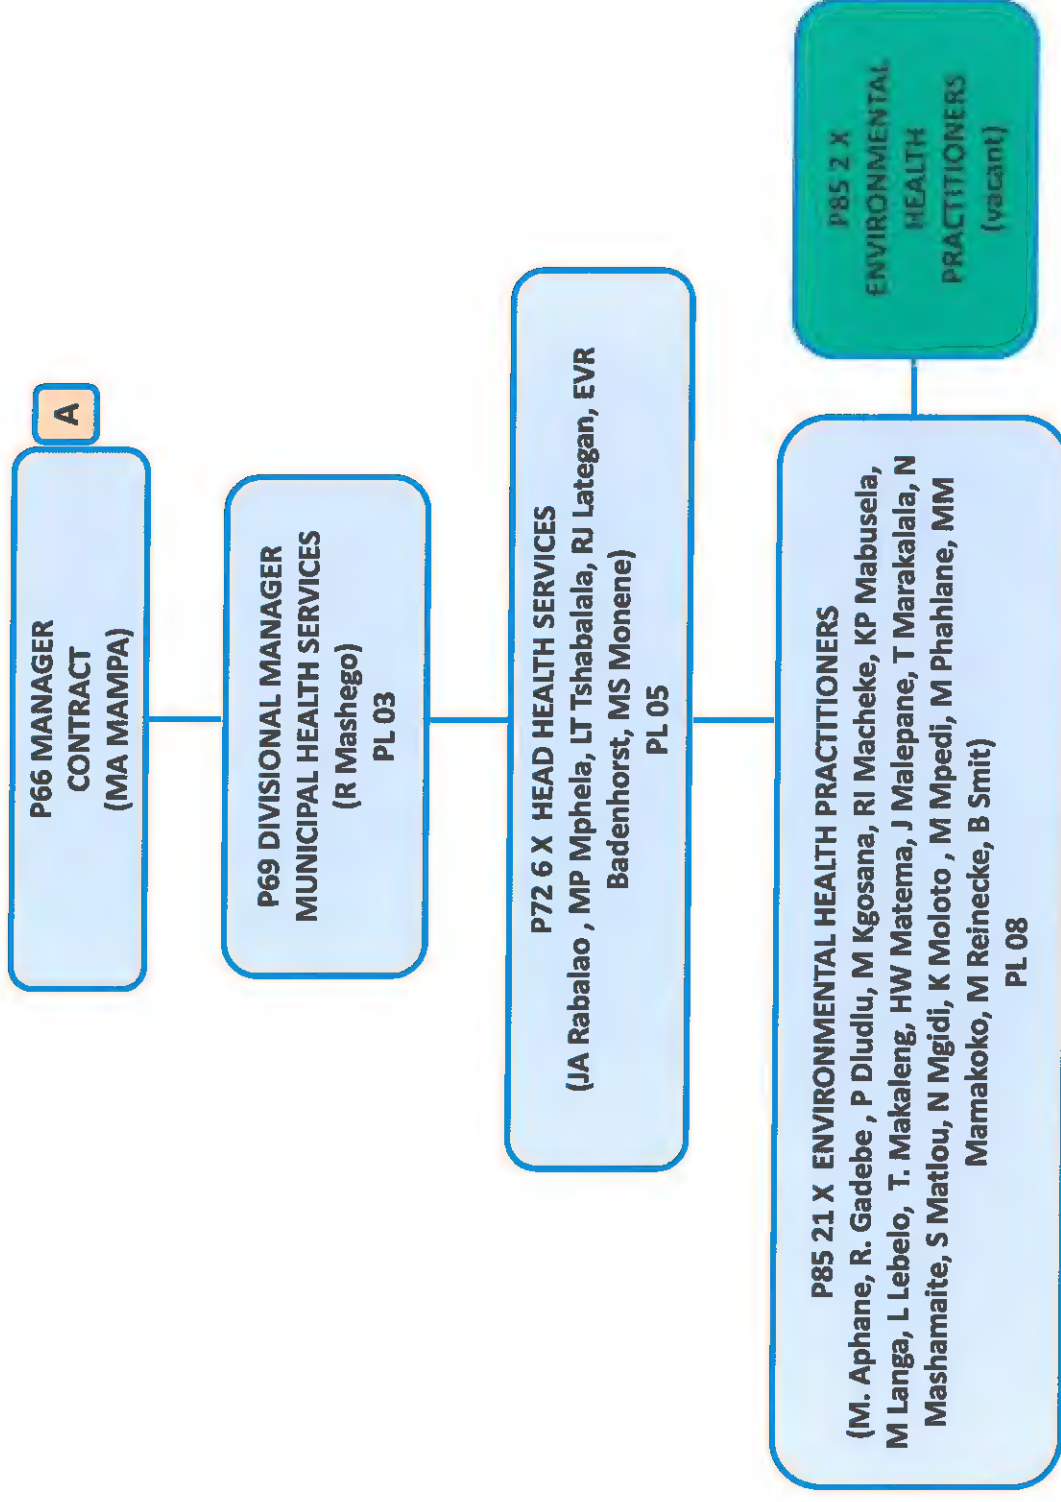 P66 MANAGER
CONTRACT
(MA MAMPA)
A
P69 DIVISIONAL MANAGER
MUNICIPAL HEALTH SERVICES
(R Mashego)
PL 03
P72 6 X HEAD HEALTH SERVICES
(JA Rabalao , MP Mphela, LT Tshabalala, RJ Lategan, EVR
Badenhorst, MS Monene)
PL 05
P85 21 X ENVIRONMENTAL HEALTH PRACTITIONERS
(M. Aphane, R. Gadebe , P Dludlu, M Kgosana, RI Macheke, KP Mabusela,
M Langa, L Lebelo, T. Makaleng, HW Matema, J Malepane, T Marakalala, N
Mashamaite, S Matlou, N Mgidi, K Moloto , M Mpedi, M Phahlane, MM
Mamakoko, M Reinecke, B Smit)
PL 08
P85 2 X
ENVIRONMENTAL
HEALTH
PRACTITIONERS
(vacant)